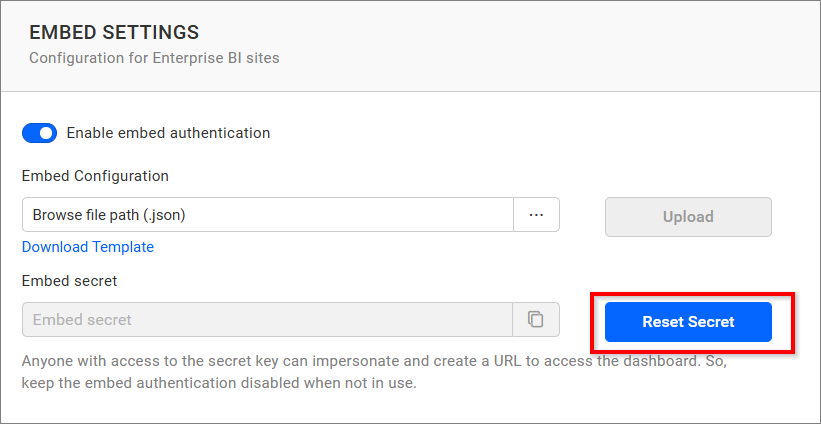 EMBED SETTINGS
Configuration for Enterprise BI sites
Enable embed authentication
Embed Configuration
Browse file path (.json) ...
Upload
Download Template
Embed secret
Embed secret
Reset Secret
Anyone with access to the secret key can impersonate and create a URL to access the dashboard. So,
keep the embed authentication disabled when not in use.